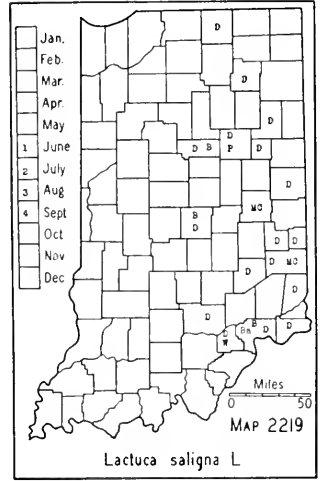 Jan.
Feb.
Mar.
Apr.
May
1 June
2 July
3 Aug
4 Sept
Oct
Nov
Dec
D
D
D
D
D B P D
D
MC
B
D
D D
D D MC
D
D
D
B
Bn D D
W
Miles
0 50
MAP 2219
Lactuca saligna L